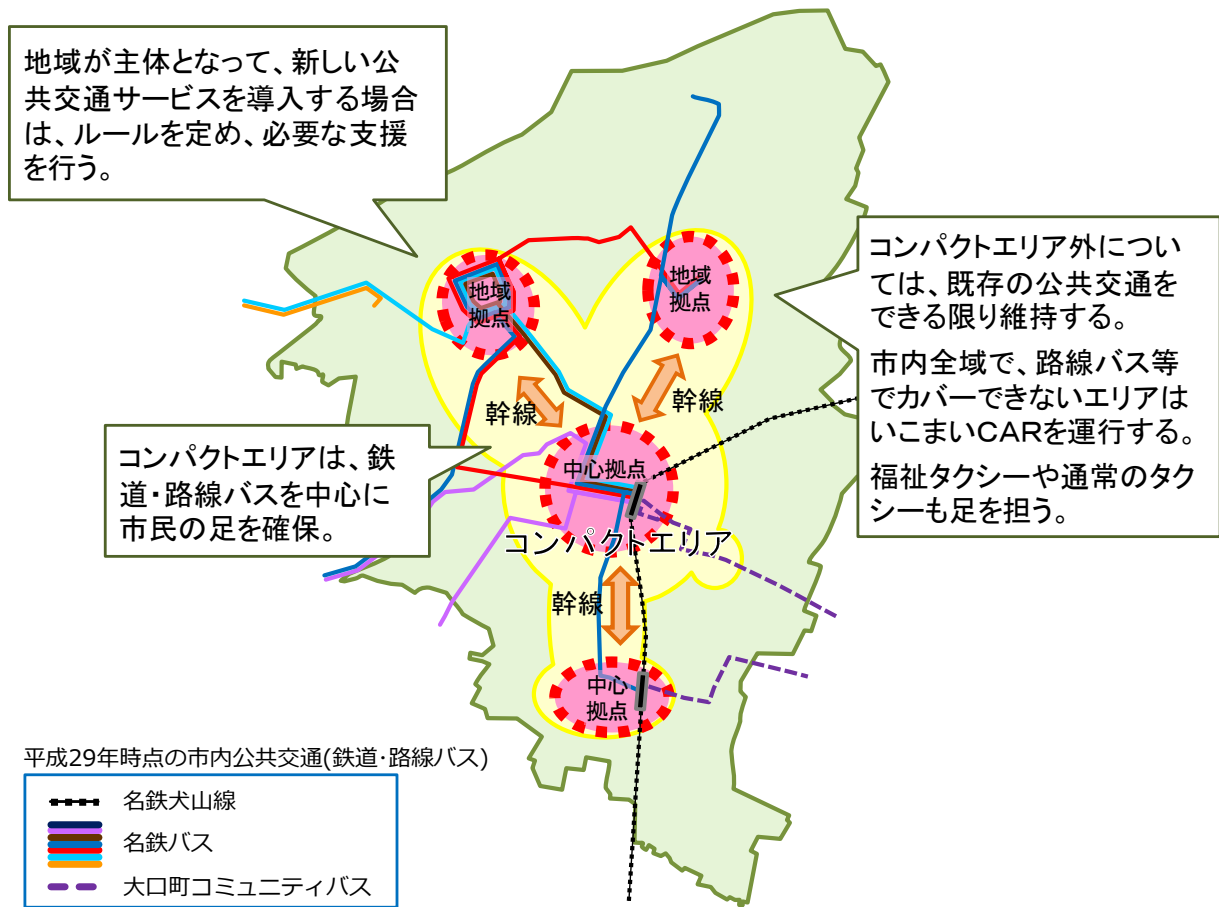 地域が主体となって、新しい公
共交通サービスを導入する場合
は、ルールを定め、必要な支援
を行う。
コンパクトエリア外につい
ては、既存の公共交通を
できる限り維持する。
市内全域で、路線バス等
でカバーできないエリアは
いこまいCARを運行する。
福祉タクシーや通常のタク
シーも足を担う。
地域
拠点
地域
拠点
幹線
幹線
コンパクトエリアは、鉄
道・路線バスを中心に
市民の足を確保。
中心拠点
コンパクトエリア
幹線
中心
拠点
平成29年時点の市内公共交通(鉄道・路線バス)
名鉄犬山線
名鉄バス
大口町コミュニティバス